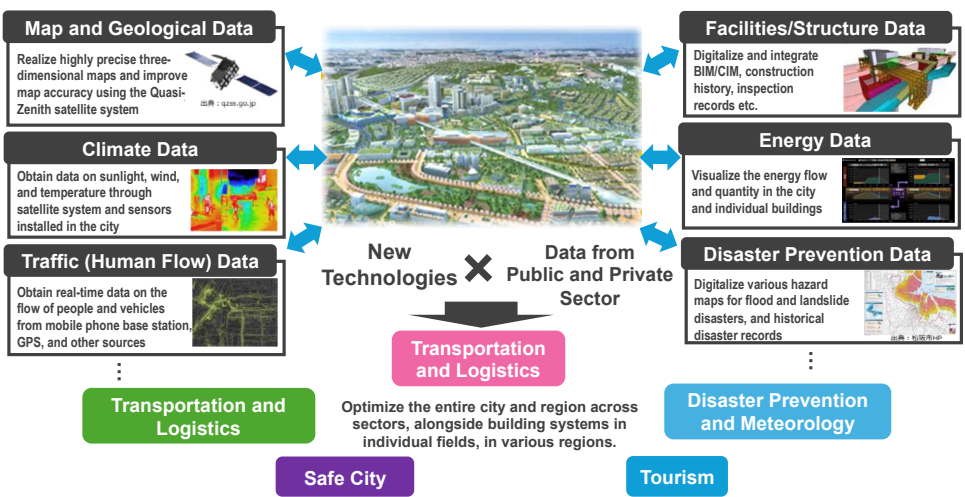 Map and Geological Data
Realize highly precise three-
dimensional maps and improve
map accuracy using the Quasi-
Zenith satellite system
出典：qzss.go.jp
Climate Data
Obtain data on sunlight, wind,
and temperature through
satellite system and sensors
installed in the city
Traffic (Human Flow) Data
Obtain real-time data on the
flow of people and vehicles
from mobile phone base station,
GPS, and other sources
Facilities/Structure Data
Digitalize and integrate
BIM/CIM, construction
history, inspection
records etc.
Energy Data
Visualize the energy flow
and quantity in the city
and individual buildings
Disaster Prevention Data
Digitalize various hazard
maps for flood and landslide
disasters, and historical
disaster records
出典：松阪市HP
New
Technologies
×
Data from
Public and Private
Sector
Transportation
and Logistics
Transportation and
Logistics
Optimize the entire city and region across
sectors, alongside building systems in
individual fields, in various regions.
Disaster Prevention
and Meteorology
Safe City
Tourism